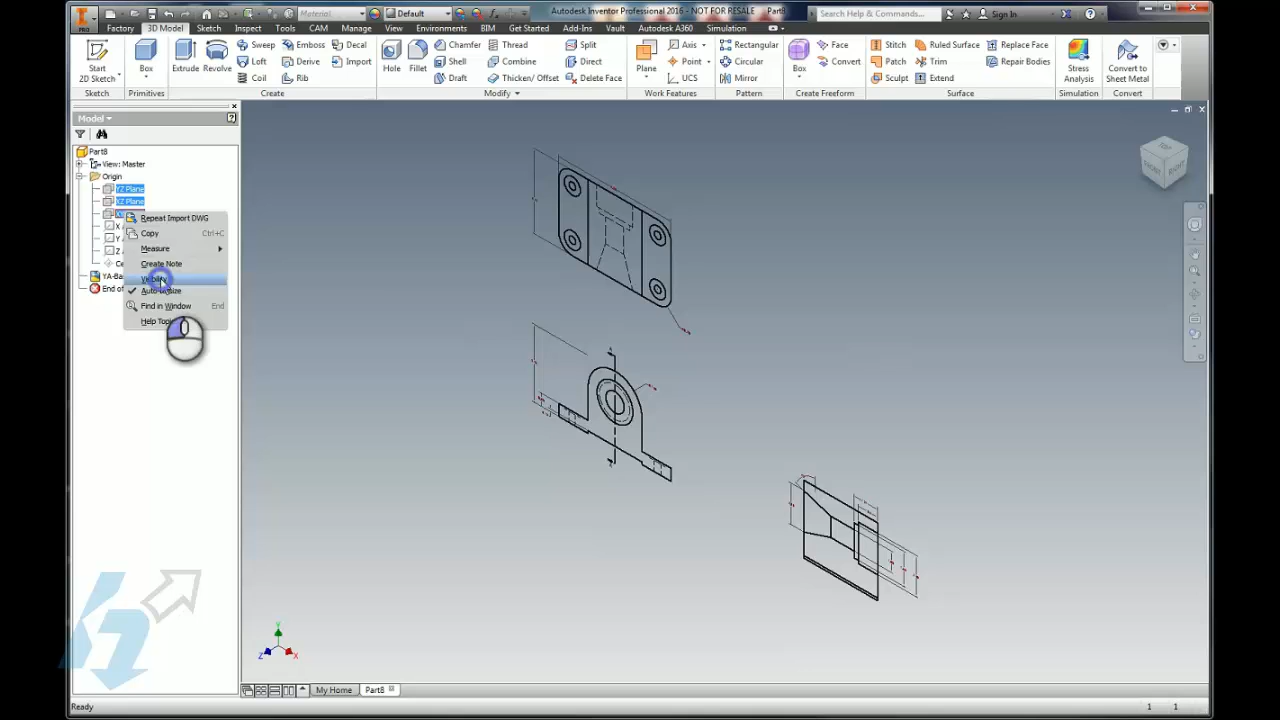 Material
Default
Autodesk Inventor Professional 2016 - NOT FOR RESALE Part8
Search Help & Commands...
Sign In
PRO
Factory
3D Model
Sketch
Inspect
Tools
CAM
Manage
View
Environments
BIM
Get Started
Add-Ins
Vault
Autodesk A360
Simulation
Start
2D Sketch
Box
Extrude
Revolve
Sweep
Emboss
Decal
Loft
Derive
Import
Coil
Rib
Hole
Fillet
Chamfer
Thread
Split
Shell
Combine
Direct
Draft
Thicken/ Offset
Delete Face
Plane
Axis
Point
UCS
Rectangular
Circular
Mirror
Box
Face
Convert
Stitch
Ruled Surface
Replace Face
Patch
Trim
Repair Bodies
Sculpt
Extend
Stress
Analysis
Convert to
Sheet Metal
Sketch
Primitives
Create
Modify
Work Features
Pattern
Create Freeform
Surface
Simulation
Convert
Model
Part8
View: Master
Origin
YZ Plane
XZ Plane
Repeat Import DWG
Copy Ctrl+C
Measure
Create Note
Find in Window End
TOP
FRONT
RIGHT
Y
Z
X
My Home
Part8
Ready
1 1